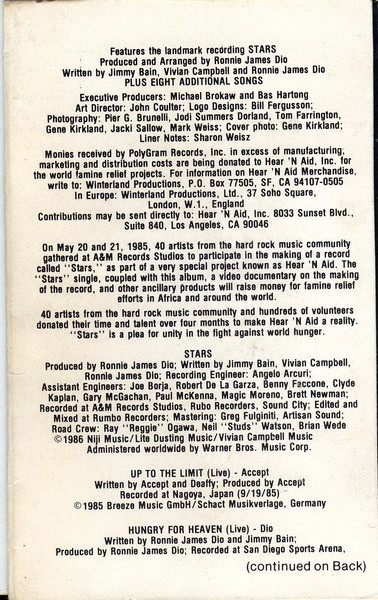 Features the landmark recording STARS
Produced and Arranged by Ronnie James Dio
Written by Jimmy Bain, Vivian Campbell and Ronnie James Dio
PLUS EIGHT ADDITIONAL SONGS
Executive Producers: Michael Brokaw and Bas Hartong
Art Director: John Coulter; Logo Designs: Bill Fergusson;
Photography: Pier G. Brunelli, Jodi Summers Dorland, Tom Farrington,
Gene Kirkland, Jacki Sallow, Mark Weiss; Cover photo: Gene Kirkland;
Liner Notes: Sharon Weisz
Monies received by PolyGram Records, Inc. in excess of manufacturing,
marketing and distribution costs are being donated to Hear 'N Aid, Inc. for
the world famine relief projects. For information on Hear 'N Aid Merchandise,
write to: Winterland Productions, P.O. Box 77505, SF, CA 94107-0505
In Europe: Winterland Productions, Ltd., 37 Soho Square,
London, W.1., England
Contributions may be sent directly to: Hear 'N Aid, Inc. 8033 Sunset Blvd.,
Suite 840, Los Angeles, CA 90046
On May 20 and 21, 1985, 40 artists from the hard rock music community
gathered at A&M Records Studios to participate in the making of a record
called "Stars," as part of a very special project known as Hear 'N Aid. The
"Stars" single, coupled with this album, a video documentary on the making
of the record, and other ancillary products will raise money for famine relief
efforts in Africa and around the world.
40 artists from the hard rock music community and hundreds of volunteers
donated their time and talent over four months to make Hear 'N Aid a reality.
"Stars" is a plea for unity in the fight against world hunger.
STARS
Produced by Ronnie James Dio; Written by Jimmy Bain, Vivian Campbell,
Ronnie James Dio; Recording Engineer: Angelo Arcuri;
Assistant Engineers: Joe Borja, Robert De La Garza, Benny Faccone, Clyde
Kaplan, Gary McGachan, Paul McKenna, Magic Moreno, Brett Newman;
Recorded at A&M Records Studios, Rubo Recorders, Sound City; Edited and
Mixed at Rumbo Recorders; Mastering: Greg Fulginiti, Artisan Sound;
Road Crew: Ray "Reggie" Ogawa, Neil "Studs" Watson, Brian Wede
©1986 Niji Music/Lite Dusting Music/Vivian Campbell Music
Administered worldwide by Warner Bros. Music Corp.
UP TO THE LIMIT (Live) - Accept
Written by Accept and Deaffy; Produced by Accept
Recorded at Nagoya, Japan (9/19/85)
©1985 Breeze Music GmbH/Schacht Musikverlage, Germany
HUNGRY FOR HEAVEN (Live) - Dio
Written by Ronnie James Dio and Jimmy Bain;
Produced by Ronnie James Dio; Recorded at San Diego Sports Arena,
(continued on Back)